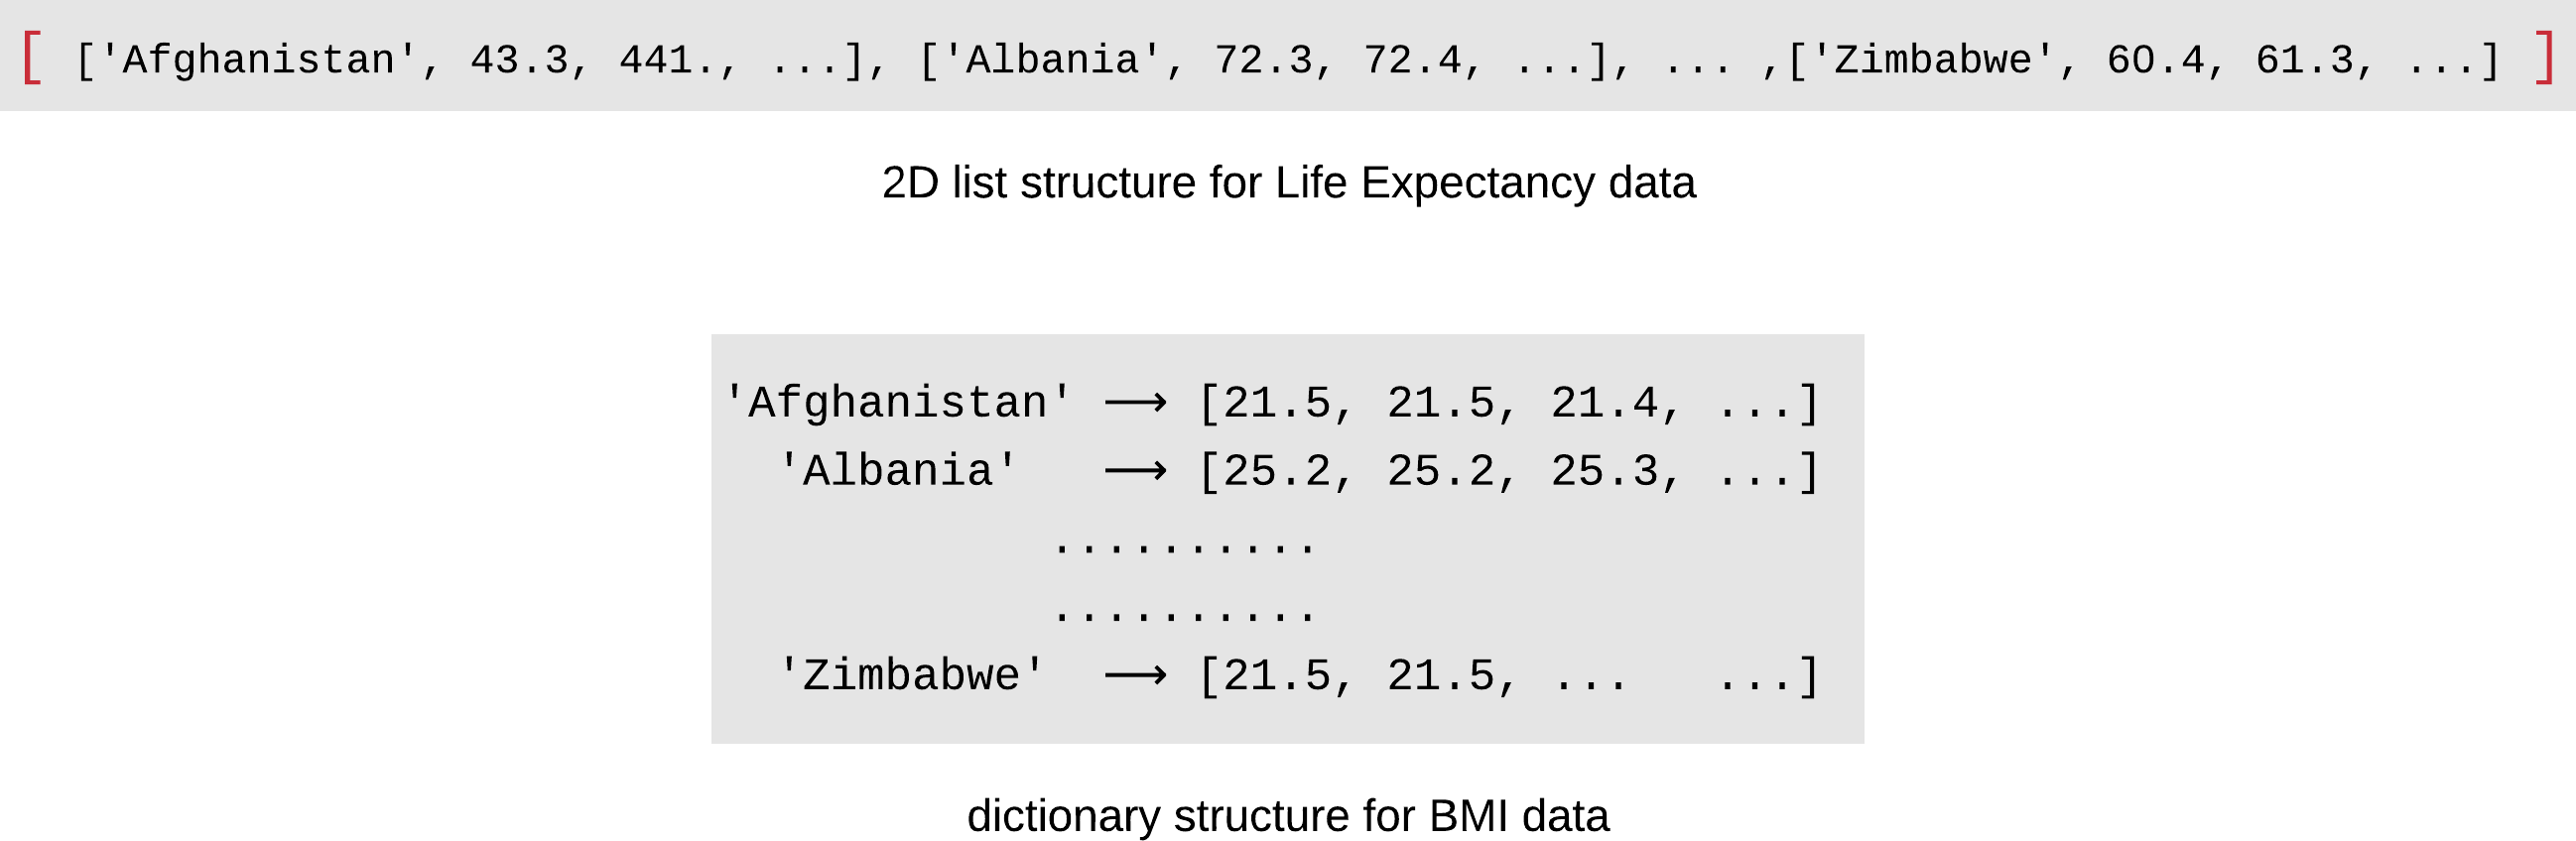 [ ['Afghanistan', 43.3, 441., ...], ['Albania', 72.3, 72.4, ...], ... ,['Zimbabwe', 60.4, 61.3, ...] ]
2D list structure for Life Expectancy data
'Afghanistan' ⟶ [21.5, 21.5, 21.4, ...]
'Albania' ⟶ [25.2, 25.2, 25.3, ...]
..........
..........
'Zimbabwe' ⟶ [21.5, 21.5, ... ...]
dictionary structure for BMI data